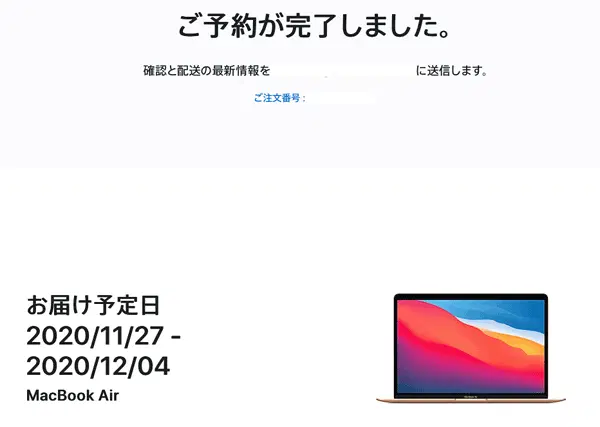 ご予約が完了しました。
確認と配送の最新情報を に送信します。
ご注文番号：
お届け予定日
2020/11/27 -
2020/12/04
MacBook Air